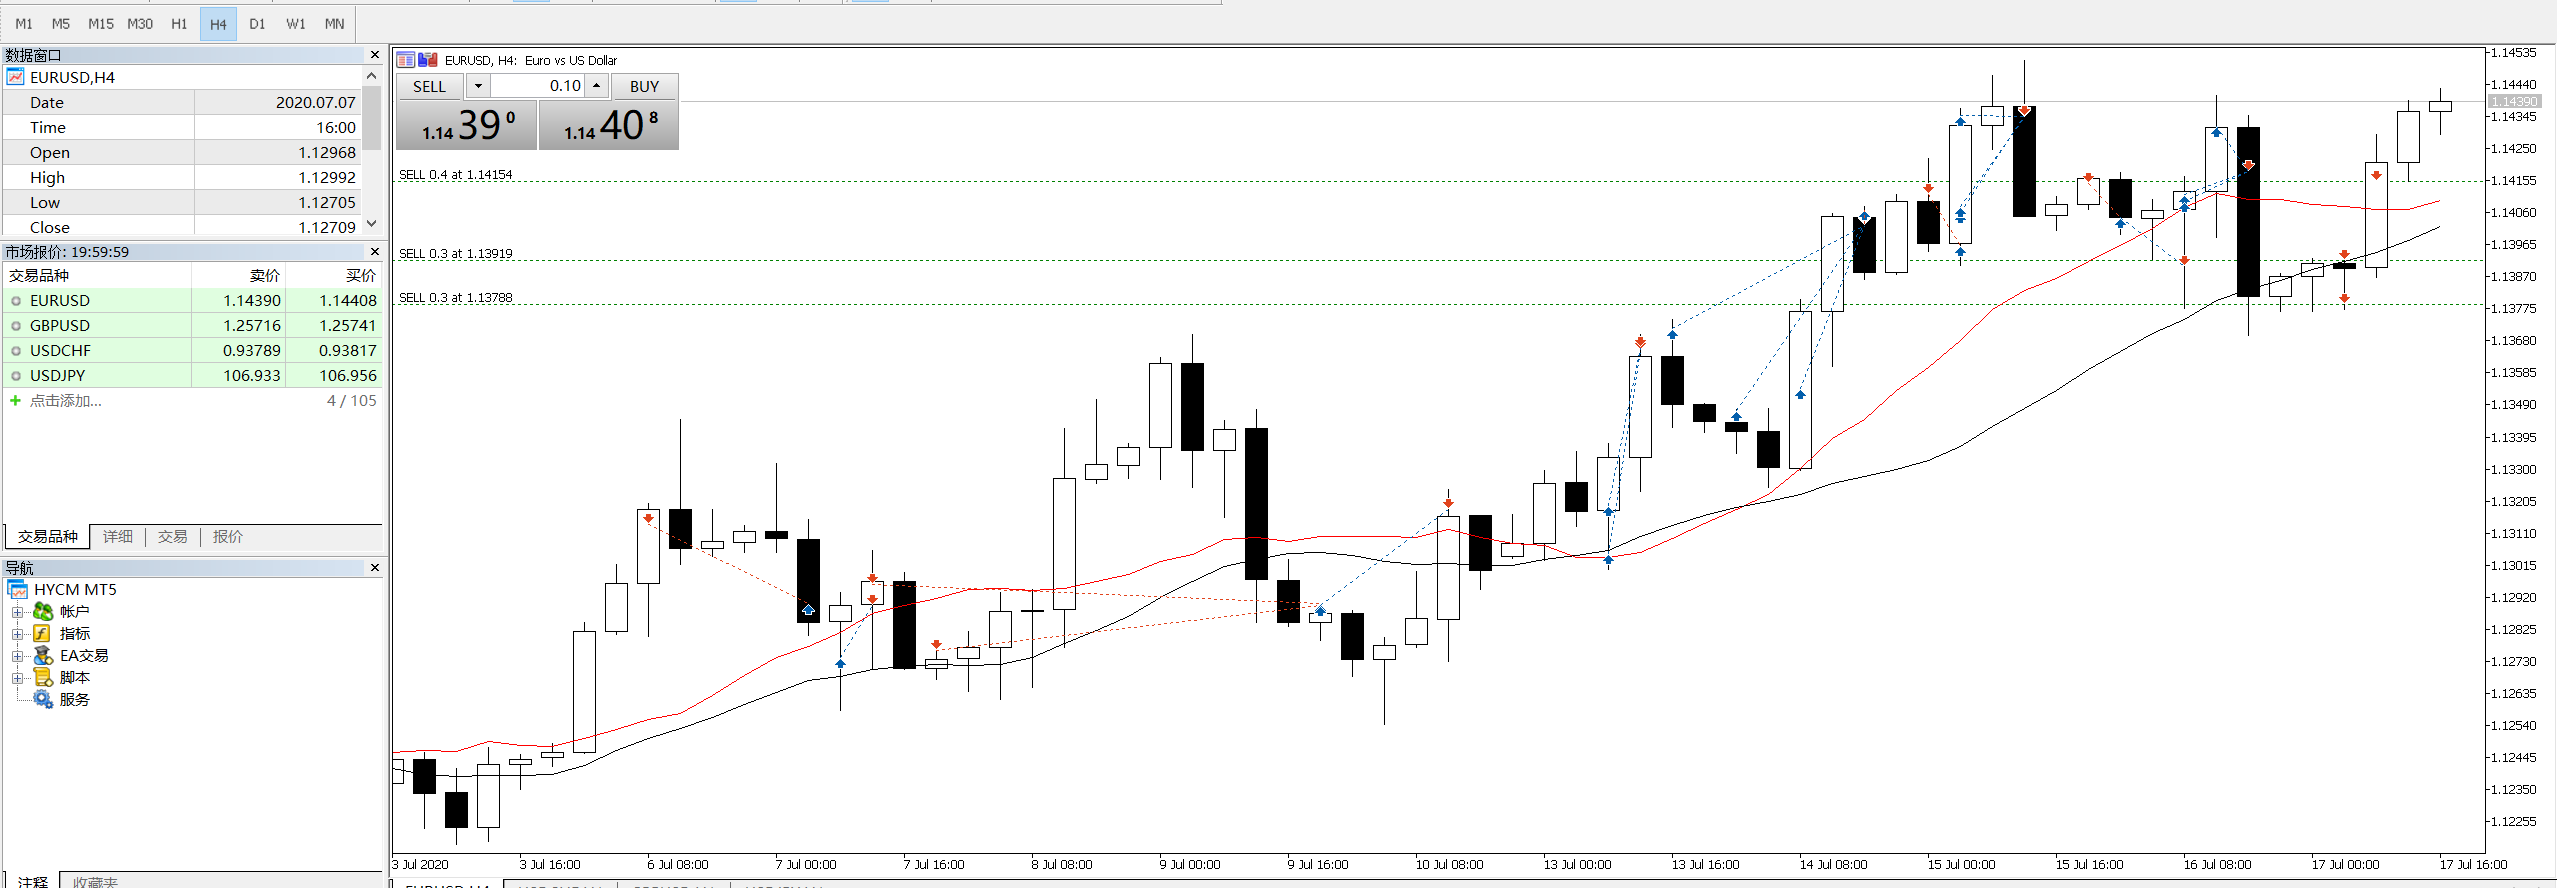 M1 M5 M15 M30 H1 H4 D1 W1 MN
数据窗口
EURUSD,H4
Date 2020.07.07
Time 16:00
Open 1.12968
High 1.12992
Low 1.12705
Close 1.12709
市场报价: 19:59:59
交易品种 卖价 买价
EURUSD 1.14390 1.14408
GBPUSD 1.25716 1.25741
USDCHF 0.93789 0.93817
USDJPY 106.933 106.956
点击添加... 4 / 105
交易品种 详细 交易 报价
导航
HYCM MT5
帐户
指标
EA交易
脚本
服务
注释 收藏夹
EURUSD, H4: Euro vs US Dollar
SELL 0.10 BUY
1.14 39 0 1.14 40 8
SELL 0.4 at 1.14154
SELL 0.3 at 1.13919
SELL 0.3 at 1.13788
1.14535
1.14440
1.14390
1.14345
1.14250
1.14155
1.14060
1.13965
1.13870
1.13775
1.13680
1.13585
1.13490
1.13395
1.13300
1.13205
1.13110
1.13015
1.12920
1.12825
1.12730
1.12635
1.12540
1.12445
1.12350
1.12255
3 Jul 2020 3 Jul 16:00 6 Jul 08:00 7 Jul 00:00 7 Jul 16:00 8 Jul 08:00 9 Jul 00:00 9 Jul 16:00 10 Jul 08:00 13 Jul 00:00 13 Jul 16:00 14 Jul 08:00 15 Jul 00:00 15 Jul 16:00 16 Jul 08:00 17 Jul 00:00 17 Jul 16:00
EURUSD,H4